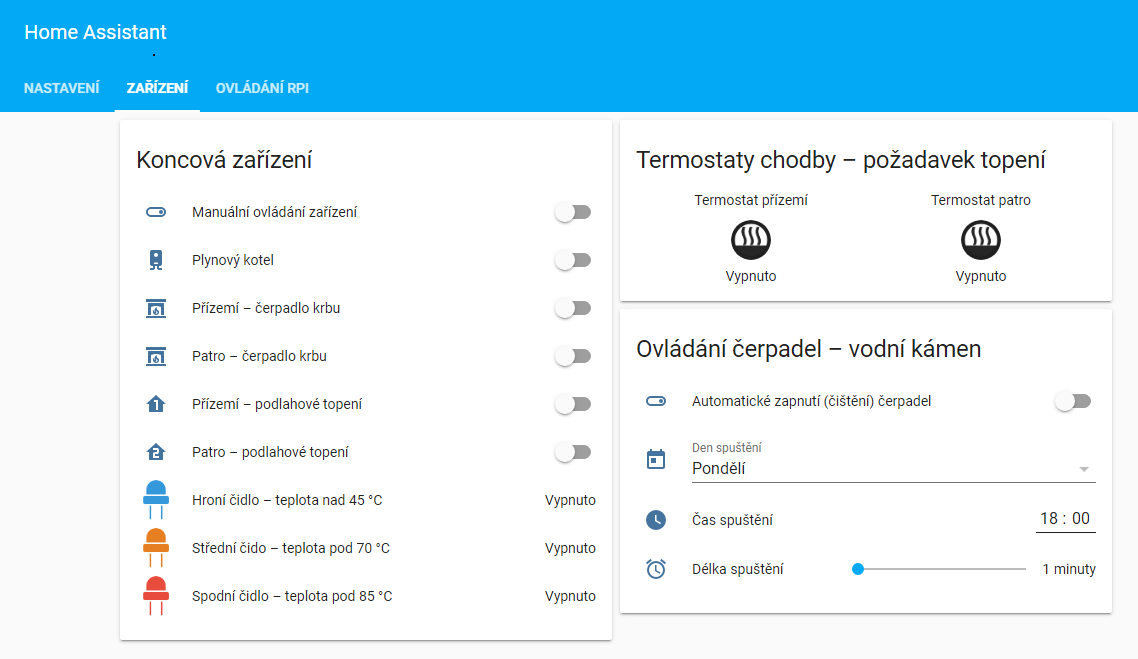 Home Assistant
NASTAVENÍ ZAŘÍZENÍ OVLÁDÁNÍ RPI
Koncová zařízení
Manuální ovládání zařízení
Plynový kotel
Přízemí – čerpadlo krbu
Patro – čerpadlo krbu
1 Přízemí – podlahové topení
2 Patro – podlahové topení
Hroní čidlo – teplota nad 45 °C Vypnuto
Střední čido – teplota pod 70 °C Vypnuto
Spodní čidlo – teplota pod 85 °C Vypnuto
Termostaty chodby – požadavek topení
Termostat přízemí Termostat patro
Vypnuto Vypnuto
Ovládání čerpadel – vodní kámen
Automatické zapnutí (čištění) čerpadel
Den spuštění
Pondělí
Čas spuštění 18 : 00
Délka spuštění 1 minuty